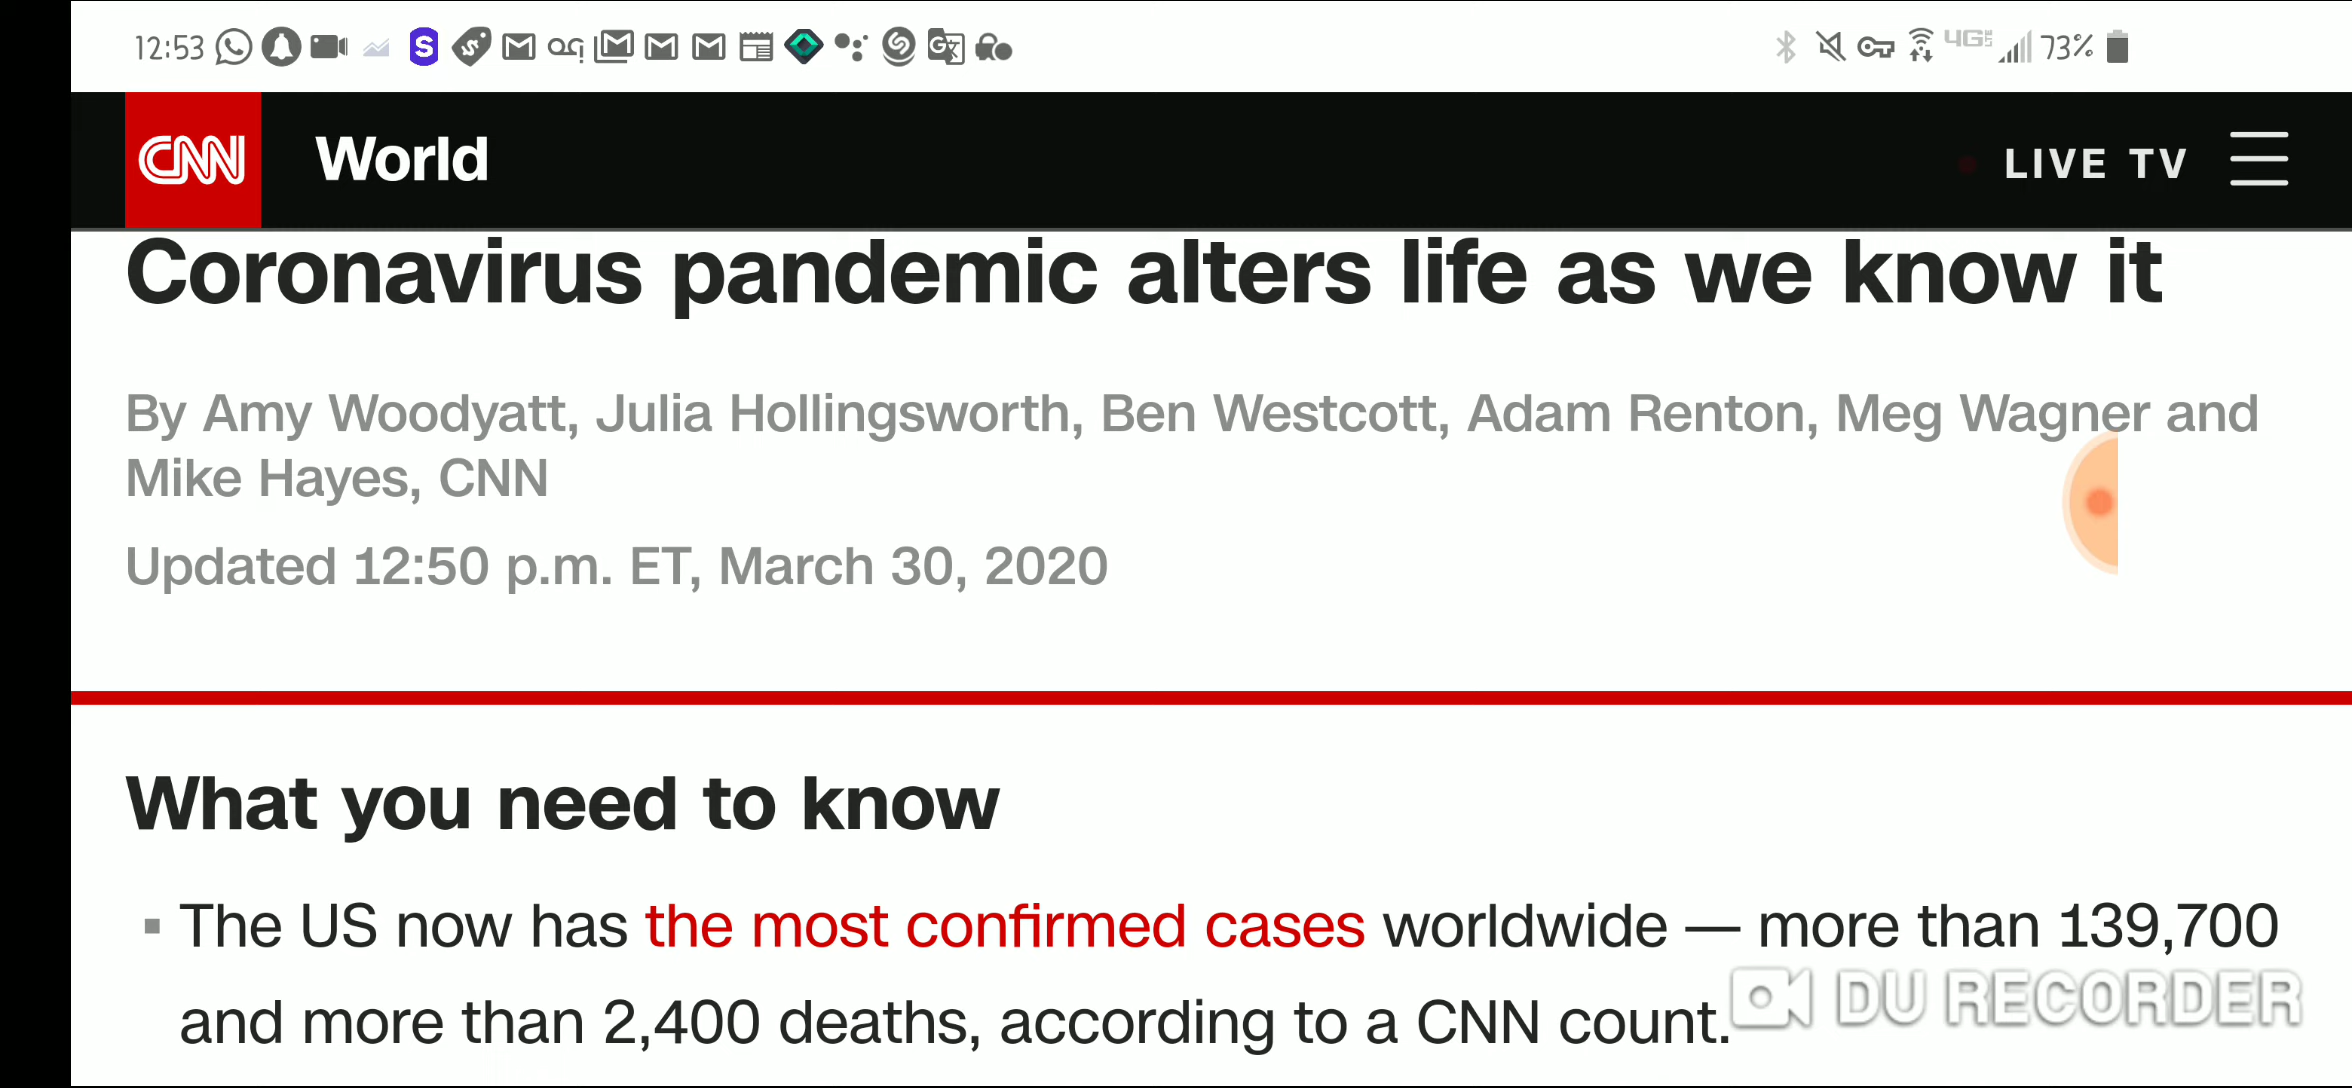 12:53 73%
CNN World LIVE TV
Coronavirus pandemic alters life as we know it
By Amy Woodyatt, Julia Hollingsworth, Ben Westcott, Adam Renton, Meg Wagner and
Mike Hayes, CNN
Updated 12:50 p.m. ET, March 30, 2020
What you need to know
▪ The US now has the most confirmed cases worldwide — more than 139,700
and more than 2,400 deaths, according to a CNN count.
DU RECORDER